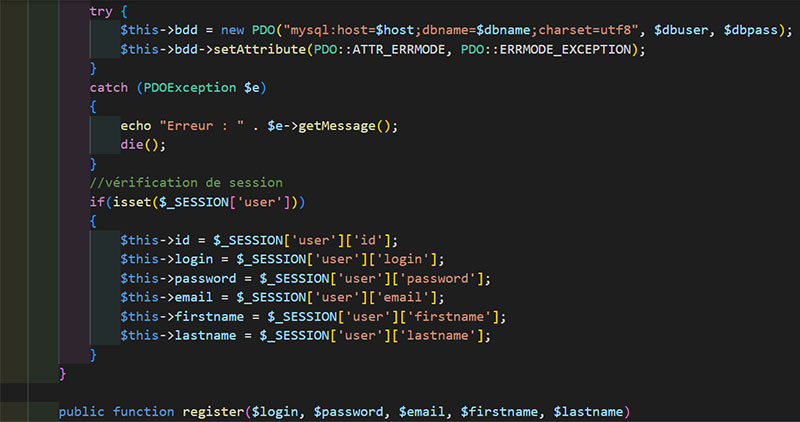 try {
$this->bdd = new PDO("mysql:host=$host;dbname=$dbname;charset=utf8", $dbuser, $dbpass);
$this->bdd->setAttribute(PDO::ATTR_ERRMODE, PDO::ERRMODE_EXCEPTION);
}
catch (PDOException $e)
{
echo "Erreur : " . $e->getMessage();
die();
}
//vérification de session
if(isset($_SESSION['user']))
{
$this->id = $_SESSION['user']['id'];
$this->login = $_SESSION['user']['login'];
$this->password = $_SESSION['user']['password'];
$this->email = $_SESSION['user']['email'];
$this->firstname = $_SESSION['user']['firstname'];
$this->lastname = $_SESSION['user']['lastname'];
}
}
public function register($login, $password, $email, $firstname, $lastname)